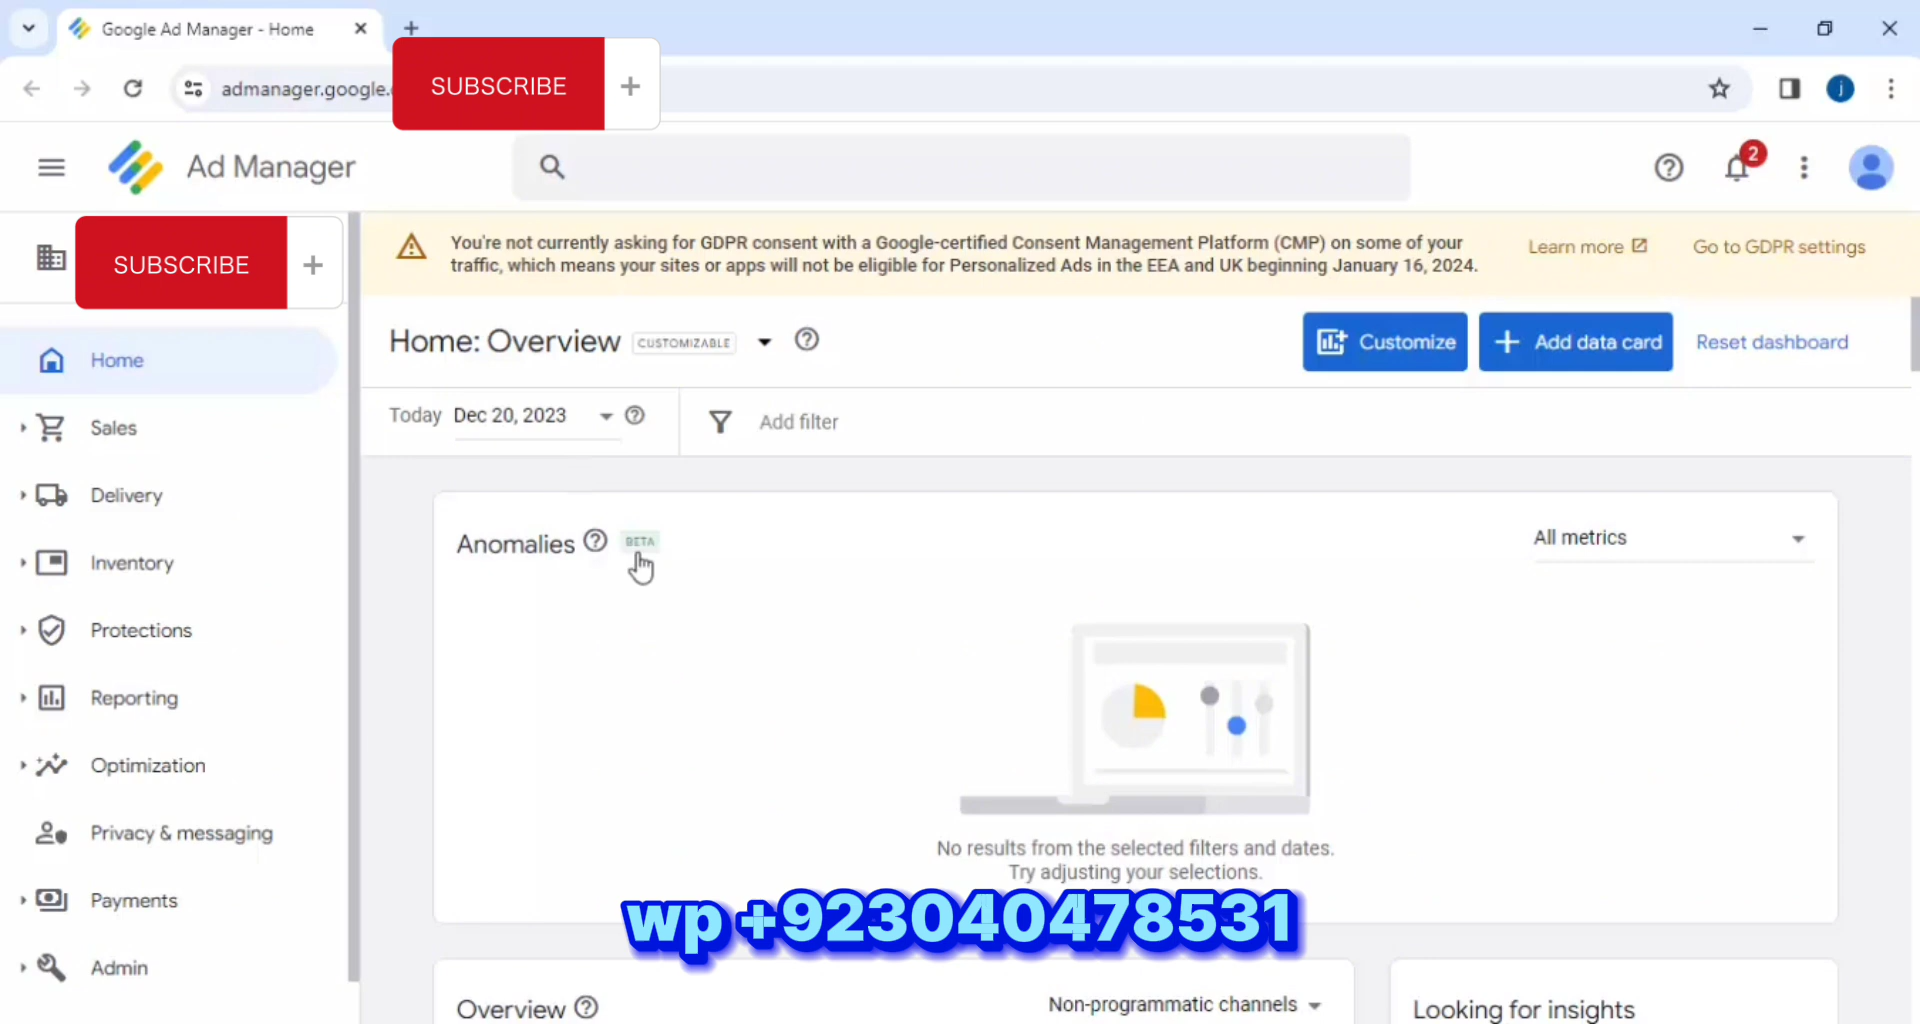 Google Ad Manager - Home
admanager.google.
SUBSCRIBE
Ad Manager
2
j
SUBSCRIBE
You're not currently asking for GDPR consent with a Google-certified Consent Management Platform (CMP) on some of your
traffic, which means your sites or apps will not be eligible for Personalized Ads in the EEA and UK beginning January 16, 2024.
Learn more
Go to GDPR settings
Home: Overview
CUSTOMIZABLE
Customize
Add data card
Reset dashboard
Today Dec 20, 2023
Add filter
Home
Sales
Delivery
Inventory
Protections
Reporting
Optimization
Privacy & messaging
Payments
Admin
Anomalies
BETA
All metrics
No results from the selected filters and dates.
Try adjusting your selections.
wp +923040478531
Overview
Non-programmatic channels
Looking for insights